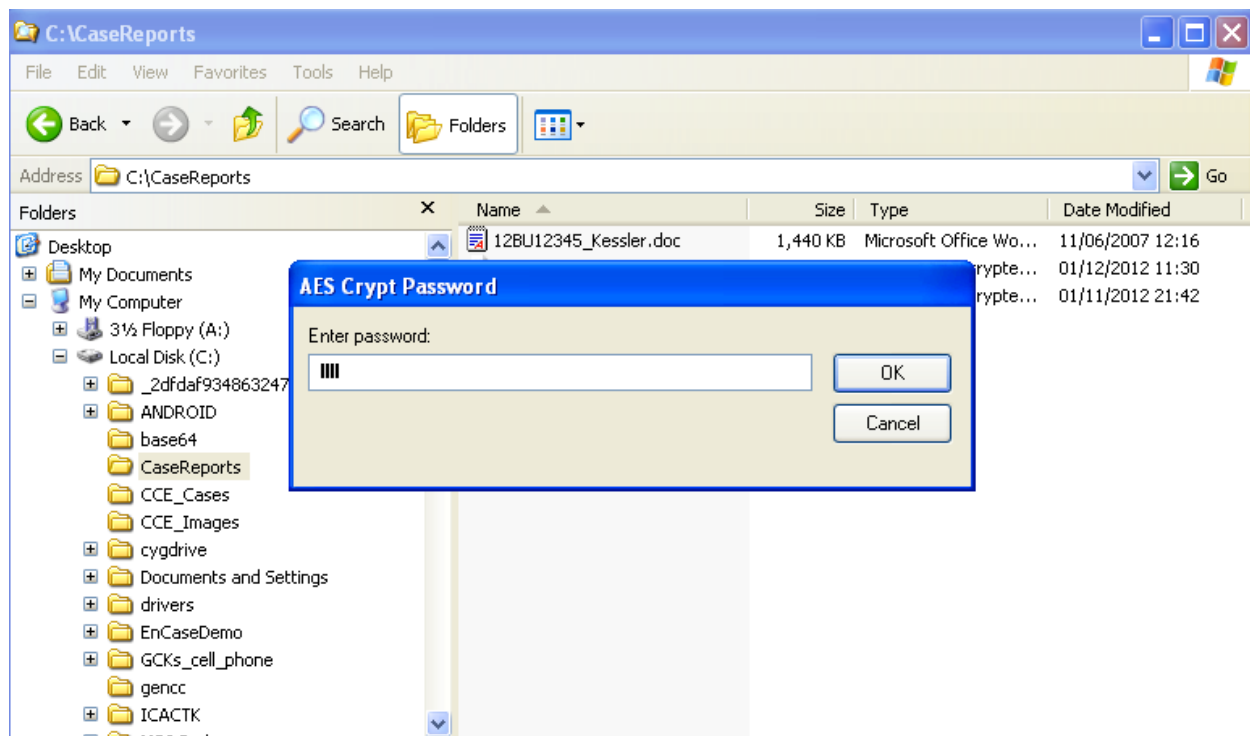 C:\CaseReports
File Edit View Favorites Tools Help
Back Search Folders
Address C:\CaseReports Go
Folders Name Size Type Date Modified
Desktop 12BU12345_Kessler.doc 1,440 KB Microsoft Office Wo... 11/06/2007 12:16
My Documents rypte... 01/12/2012 11:30
My Computer rypte... 01/11/2012 21:42
AES Crypt Password
3½ Floppy (A:)
Enter password:
Local Disk (C:)
OK
_2dfdaf934863247
ANDROID
Cancel
base64
CaseReports
CCE_Cases
CCE_Images
cygdrive
Documents and Settings
drivers
EnCaseDemo
GCKs_cell_phone
gencc
ICACTK